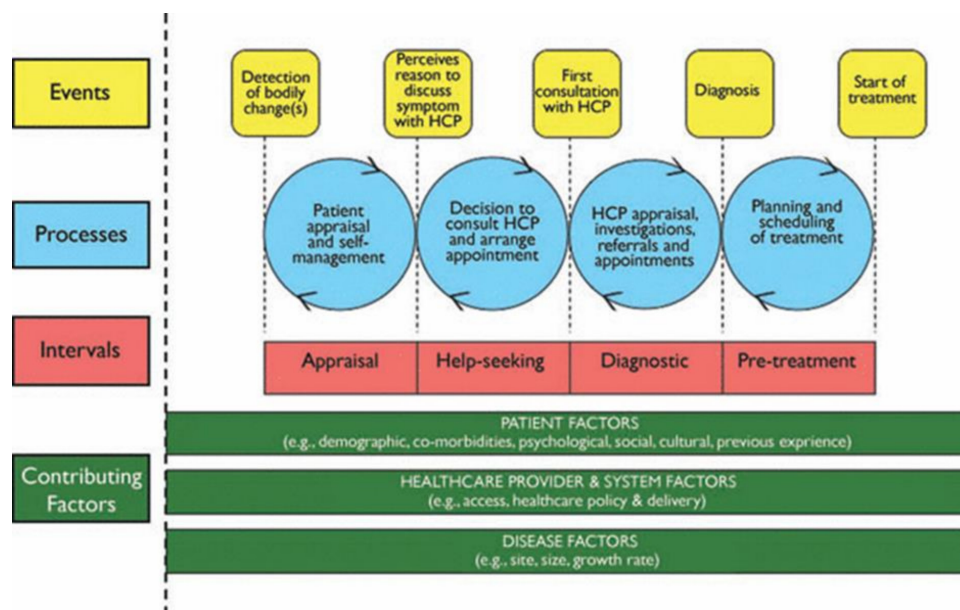 Events
Detection
of bodily
change(s)
Perceives
reason to
discuss
symptom
with HCP
First
consultation
with HCP
Diagnosis
Start of
treatment
Processes
Patient
appraisal
and self-
management
Decision to
consult HCP
and arrange
appointment
HCP appraisal,
investigations,
referrals and
appointments
Planning and
scheduling
of treatment
Intervals
Appraisal
Help-seeking
Diagnostic
Pre-treatment
Contributing
Factors
PATIENT FACTORS
(e.g., demographic, co-morbidities, psychological, social, cultural, previous exprience)
HEALTHCARE PROVIDER & SYSTEM FACTORS
(e.g., access, healthcare policy & delivery)
DISEASE FACTORS
(e.g., site, size, growth rate)